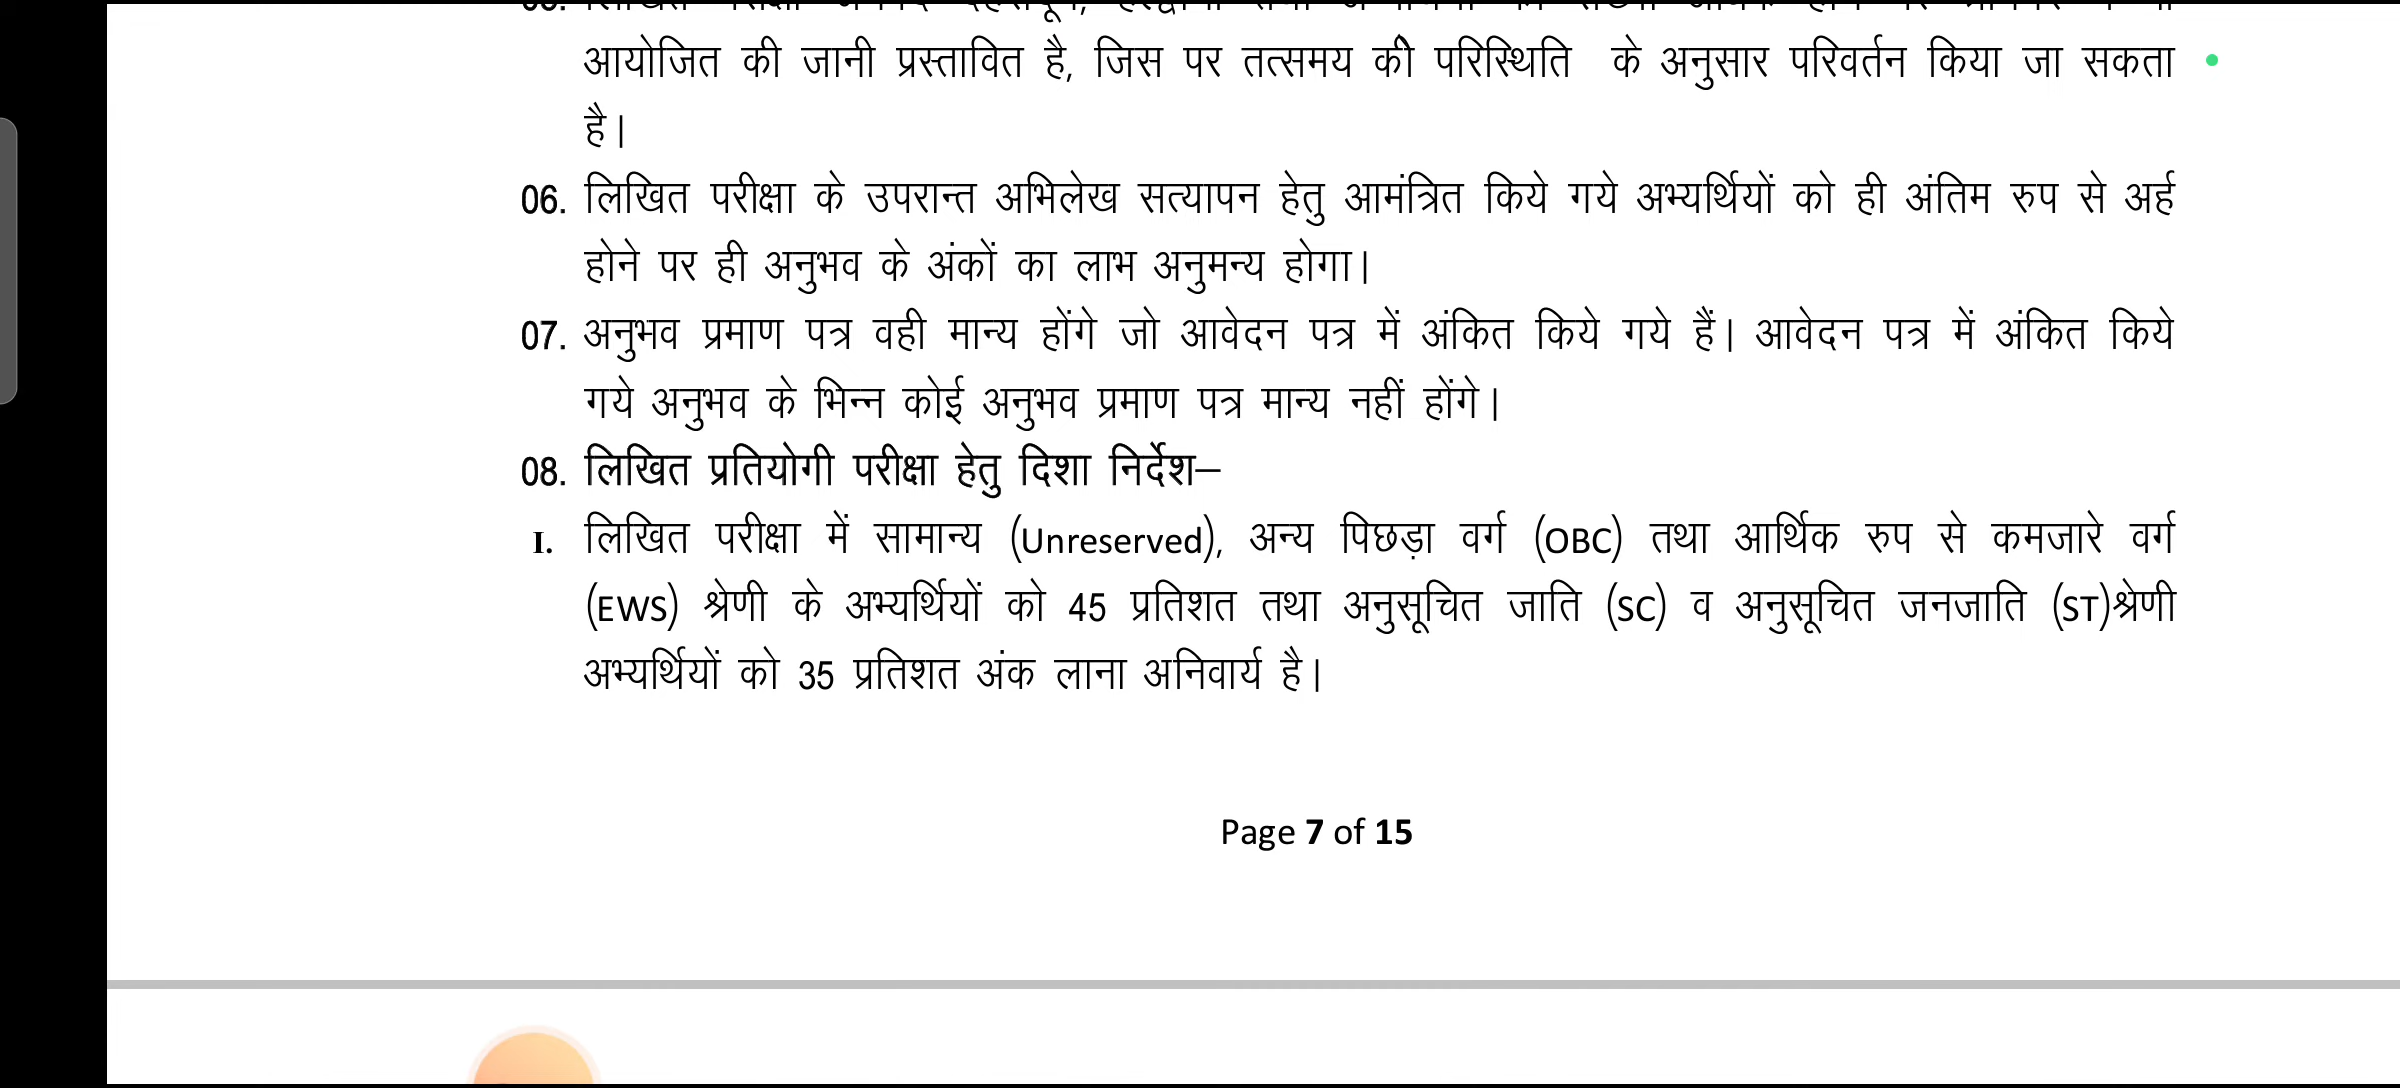 आयोजित की जानी प्रस्तावित है, जिस पर तत्समय की परिस्थिति के अनुसार परिवर्तन किया जा सकता
है।
06. लिखित परीक्षा के उपरान्त अभिलेख सत्यापन हेतु आमंत्रित किये गये अभ्यर्थियों को ही अंतिम रुप से अर्ह
होने पर ही अनुभव के अंकों का लाभ अनुमन्य होगा।
07. अनुभव प्रमाण पत्र वही मान्य होंगे जो आवेदन पत्र में अंकित किये गये हैं। आवेदन पत्र में अंकित किये
गये अनुभव के भिन्न कोई अनुभव प्रमाण पत्र मान्य नहीं होंगे।
08. लिखित प्रतियोगी परीक्षा हेतु दिशा निर्देश–
I. लिखित परीक्षा में सामान्य (Unreserved), अन्य पिछड़ा वर्ग (OBC) तथा आर्थिक रुप से कमजारे वर्ग
(EWS) श्रेणी के अभ्यर्थियों को 45 प्रतिशत तथा अनुसूचित जाति (SC) व अनुसूचित जनजाति (ST)श्रेणी
अभ्यर्थियों को 35 प्रतिशत अंक लाना अनिवार्य है।
Page 7 of 15